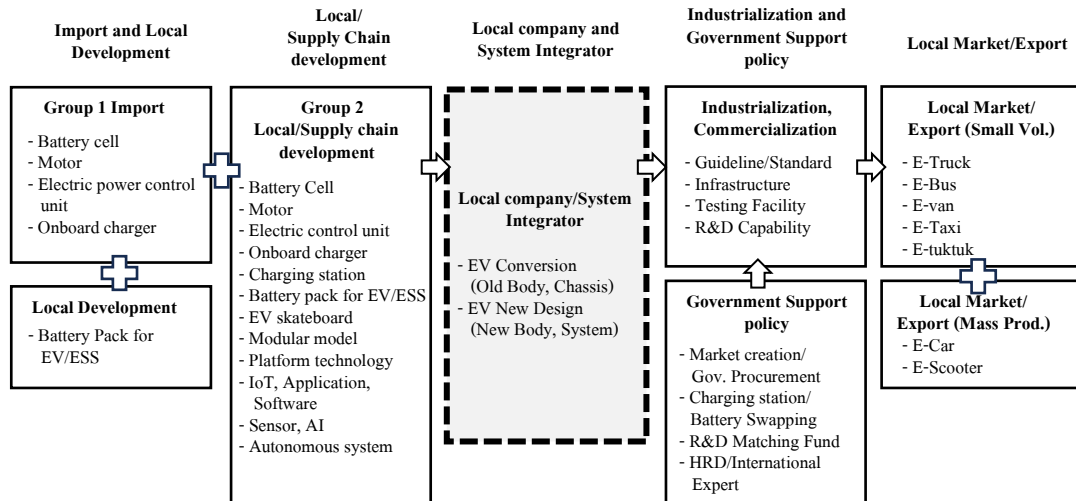 Import and Local
Development
Local/
Supply Chain
development
Local company and
System Integrator
Industrialization and
Government Support
policy
Local Market/Export
Group 1 Import
- Battery cell
- Motor
- Electric power control
unit
- Onboard charger
Local Development
- Battery Pack for
EV/ESS
Group 2
Local/Supply chain
development
- Battery Cell
- Motor
- Electric control unit
- Onboard charger
- Charging station
- Battery pack for EV/ESS
- EV skateboard
- Modular model
- Platform technology
- IoT, Application,
Software
- Sensor, AI
- Autonomous system
Local company/System
Integrator
- EV Conversion
(Old Body, Chassis)
- EV New Design
(New Body, System)
Industrialization,
Commercialization
- Guideline/Standard
- Infrastructure
- Testing Facility
- R&D Capability
Government Support
policy
- Market creation/
Gov. Procurement
- Charging station/
Battery Swapping
- R&D Matching Fund
- HRD/International
Expert
Local Market/
Export (Small Vol.)
- E-Truck
- E-Bus
- E-van
- E-Taxi
- E-tuktuk
Local Market/
Export (Mass Prod.)
- E-Car
- E-Scooter